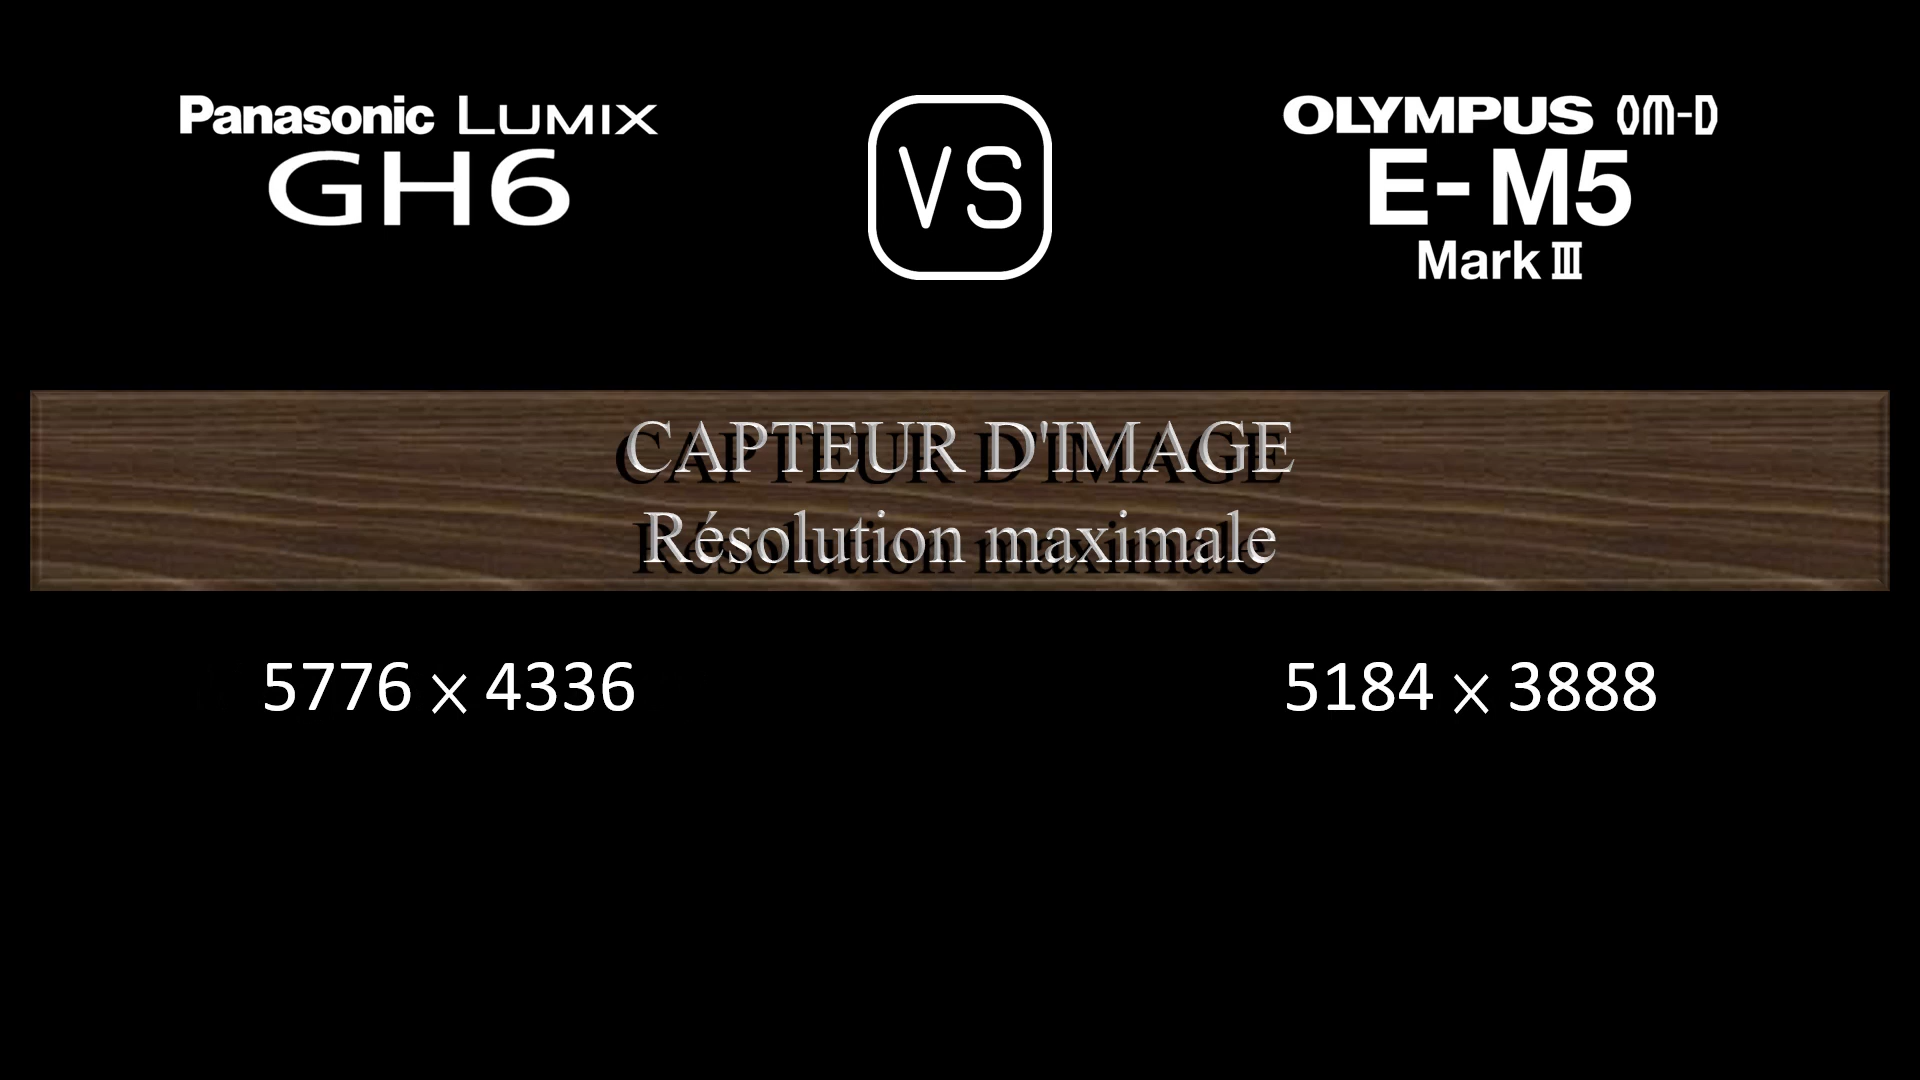 Panasonic LUMIX
GH6
VS
OLYMPUS OM-D
E-M5
Mark III
CAPTEUR D'IMAGE
Résolution maximale
5776 x 4336
5184 x 3888